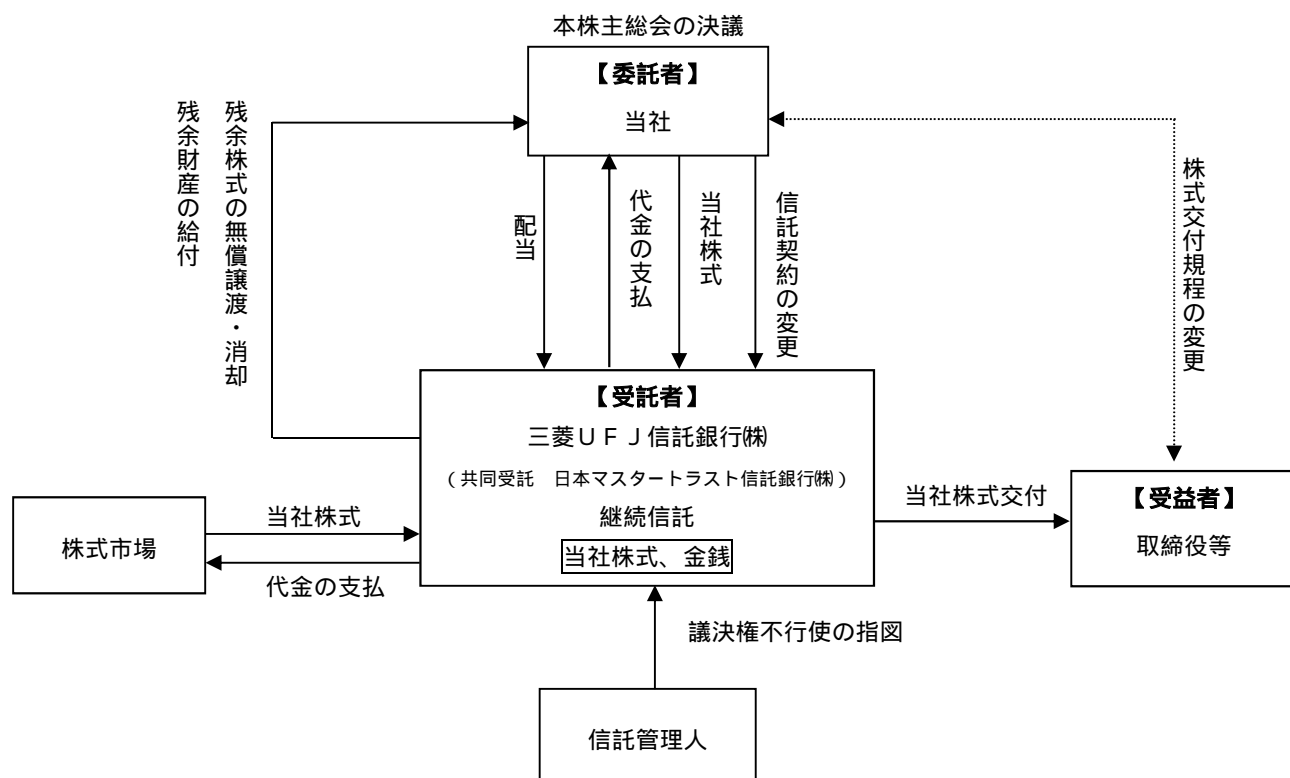 本株主総会の決議
【委託者】
当社
残余株式の無償譲渡・消却
残余財産の給付
配当
代金の支払
当社株式
信託契約の変更
株式交付規程の変更
【受託者】
三菱UFJ信託銀行㈱
（共同受託　日本マスタートラスト信託銀行㈱）
継続信託
当社株式、金銭
株式市場
当社株式
代金の支払
当社株式交付
【受益者】
取締役等
議決権不行使の指図
信託管理人